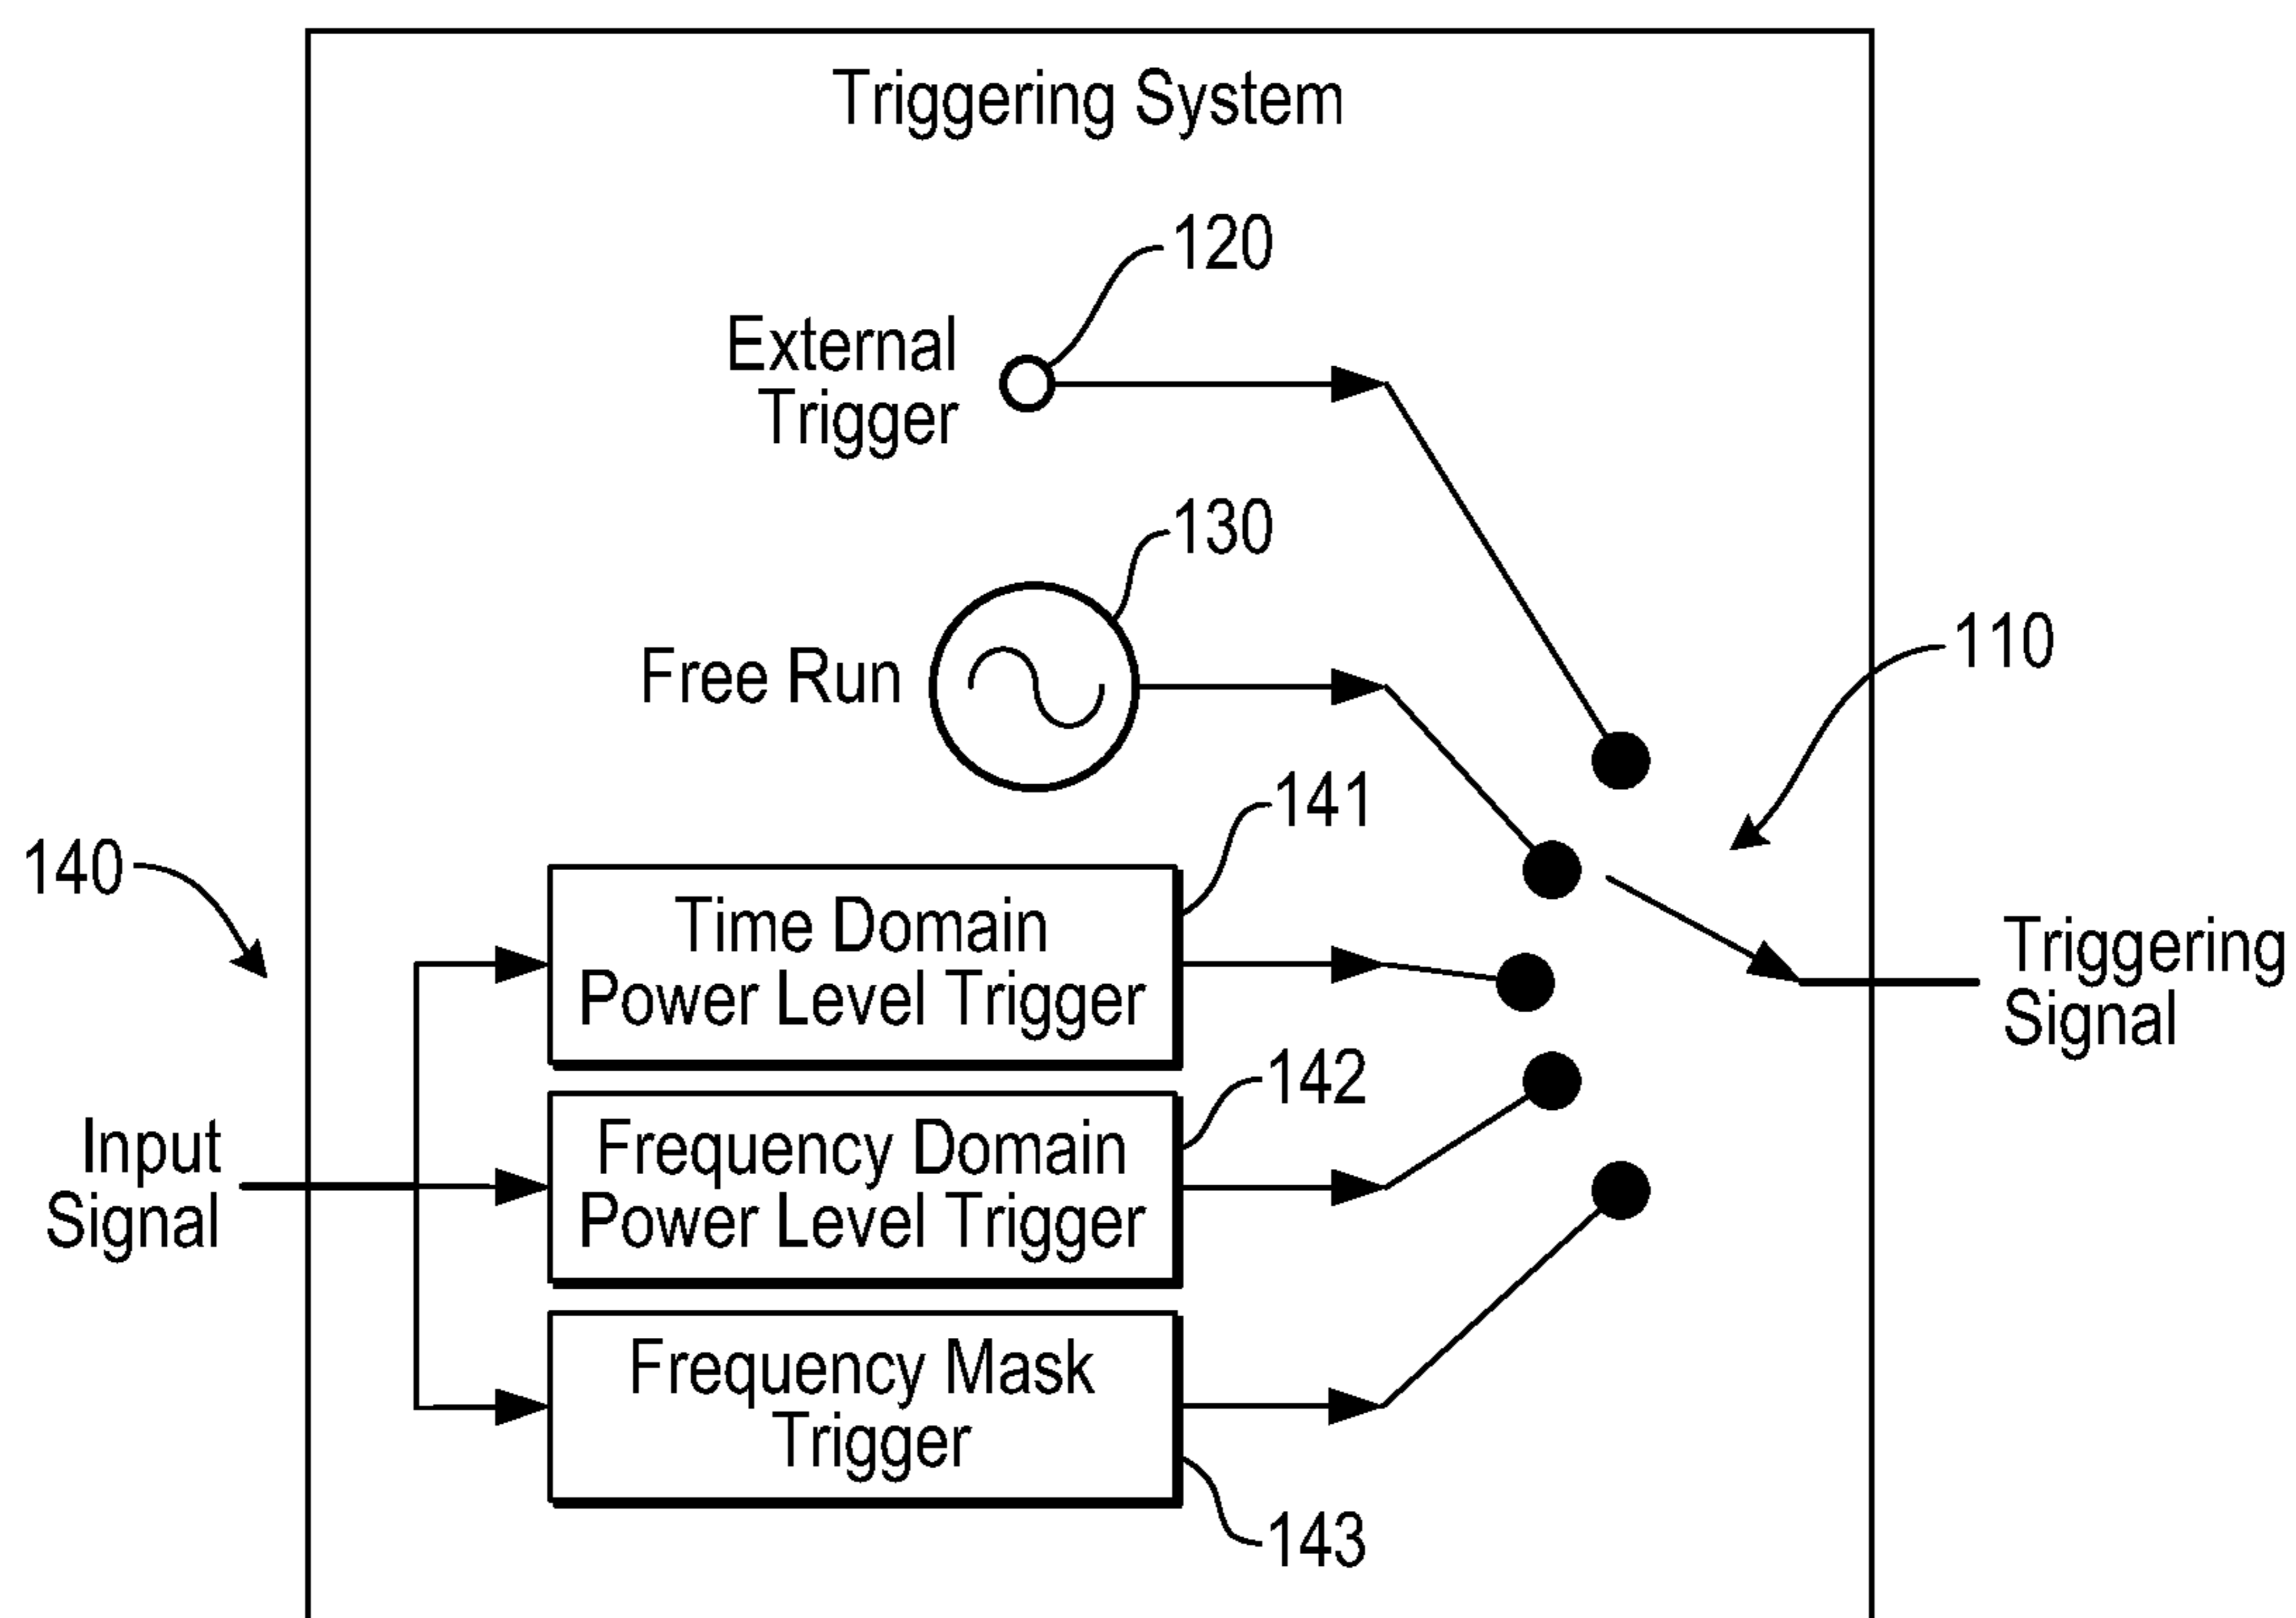 Triggering System
120
External
Trigger
130
Free Run
110
141
140
Time Domain
Power Level Trigger
Triggering
Signal
142
Input
Signal
Frequency Domain
Power Level Trigger
Frequency Mask
Trigger
143